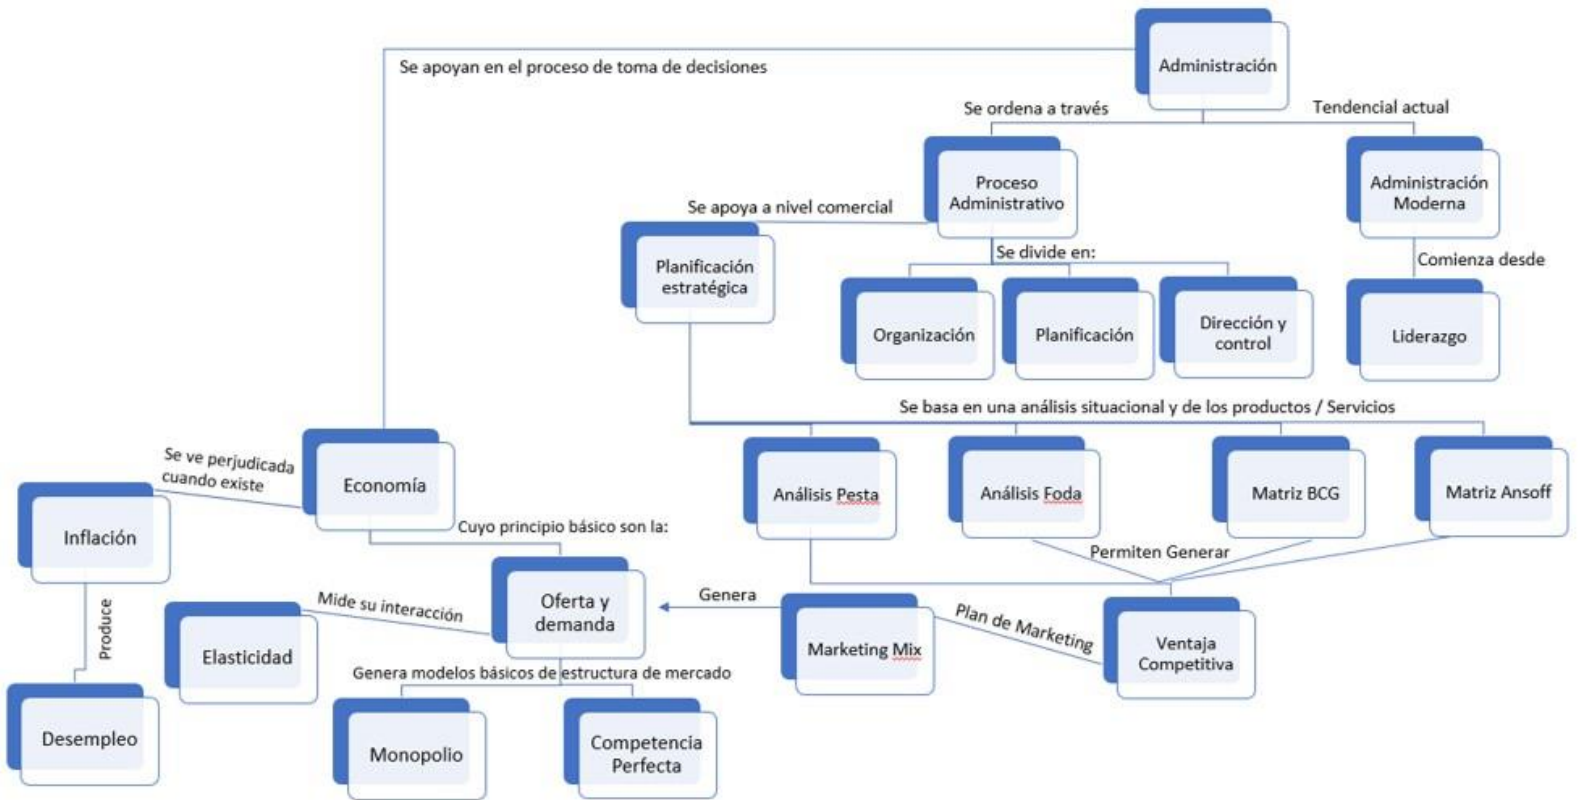 Administración
Se apoyan en el proceso de toma de decisiones
Se ordena a través
Tendencial actual
Proceso
Administrativo
Administración
Moderna
Se apoya a nivel comercial
Se divide en:
Comienza desde
Planificación
estratégica
Organización
Planificación
Dirección y
control
Liderazgo
Se basa en una análisis situacional y de los productos / Servicios
Se ve perjudicada
cuando existe
Economía
Análisis Pesta
Análisis Foda
Matriz BCG
Matriz Ansoff
Inflación
Cuyo principio básico son la:
Permiten Generar
Produce
Mide su interacción
Oferta y
demanda
Genera
Plan de Marketing
Elasticidad
Marketing Mix
Ventaja
Competitiva
Genera modelos básicos de estructura de mercado
Desempleo
Monopolio
Competencia
Perfecta